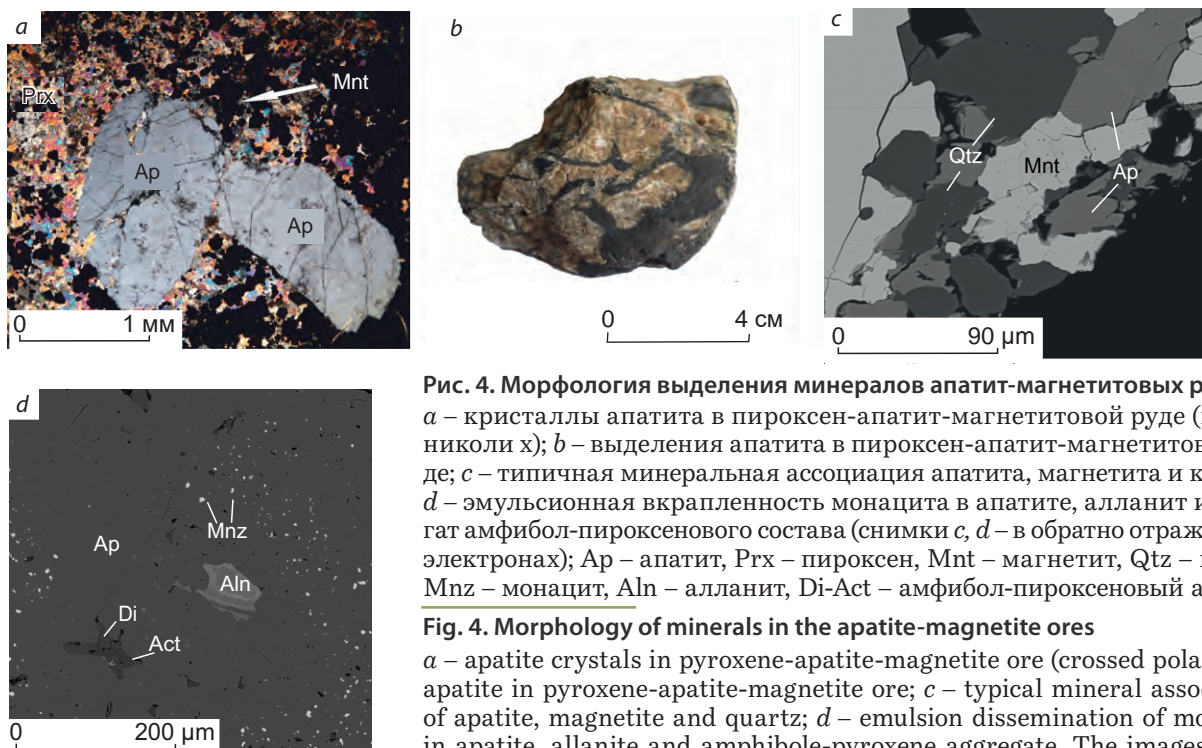 a
Prx
Mnt
Ap
Ap
0 1 мм
b
0 4 см
c
Qtz
Mnt
Ap
0 90 µm
d
Ap
Mnz
Aln
Di
Act
0 200 µm
Рис. 4. Морфология выделения минералов апатит-магнетитовых
a – кристаллы апатита в пироксен-апатит-магнетитовой руде
николи х); b – выделения апатита в пироксен-апатит-магнетитов
де; c – типичная минеральная ассоциация апатита, магнетита и
d – эмульсионная вкрапленность монацита в апатите, алланит
гат амфибол-пироксенового состава (снимки c, d – в обратно отраж
электронах); Ap – апатит, Prx – пироксен, Mnt – магнетит, Qtz –
Mnz – монацит, Aln – алланит, Di-Act – амфибол-пироксеновый
Fig. 4. Morphology of minerals in the apatite-magnetite ores
a – apatite crystals in pyroxene-apatite-magnetite ore (crossed pola
apatite in pyroxene-apatite-magnetite ore; c – typical mineral asso
of apatite, magnetite and quartz; d – emulsion dissemination of mo
in apatite, allanite and amphibole-pyroxene aggregate. The images